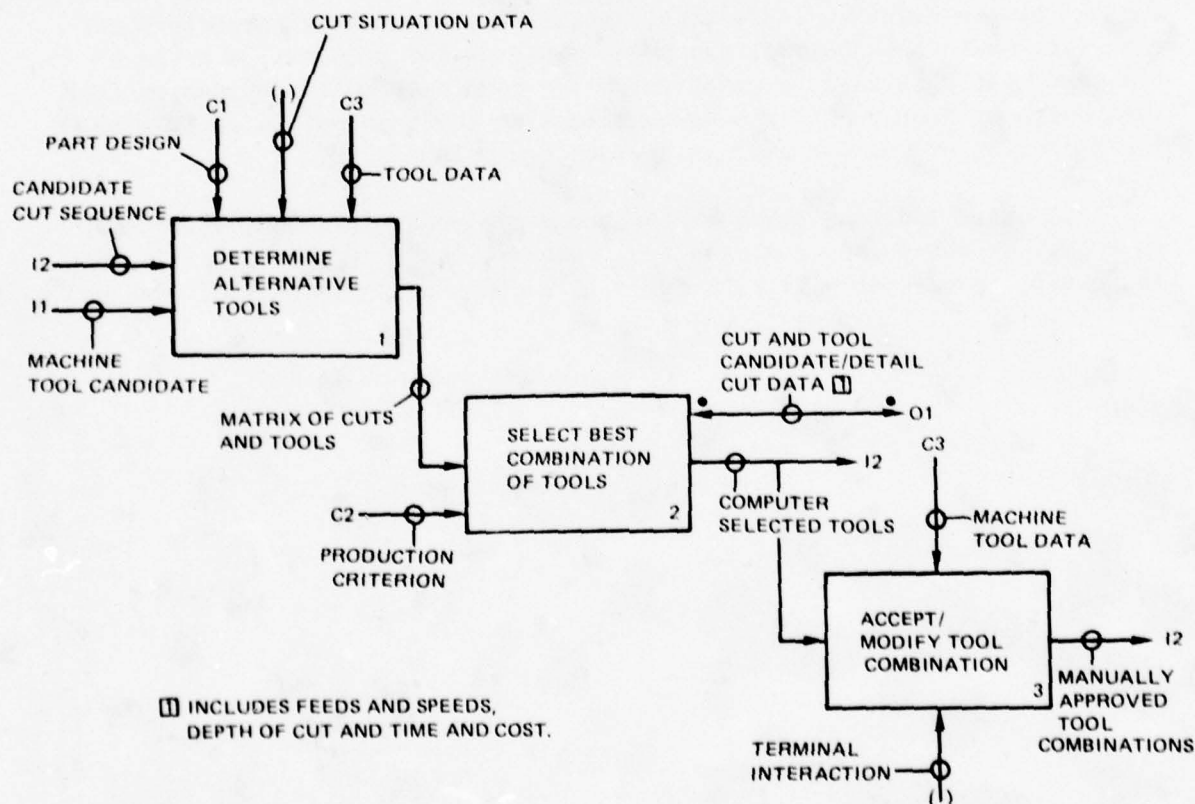 CUT SITUATION DATA
C1
( )
C3
PART DESIGN
TOOL DATA
CANDIDATE
CUT SEQUENCE
I2
I1
DETERMINE
ALTERNATIVE
TOOLS
1
MACHINE
TOOL CANDIDATE
MATRIX OF CUTS
AND TOOLS
CUT AND TOOL
CANDIDATE/DETAIL
CUT DATA 1
O1
SELECT BEST
COMBINATION
OF TOOLS
2
I2
C2
COMPUTER
SELECTED TOOLS
PRODUCTION
CRITERION
C3
MACHINE
TOOL DATA
ACCEPT/
MODIFY TOOL
COMBINATION
3
I2
MANUALLY
APPROVED
TOOL
COMBINATIONS
1 INCLUDES FEEDS AND SPEEDS,
DEPTH OF CUT AND TIME AND COST.
TERMINAL
INTERACTION
( )